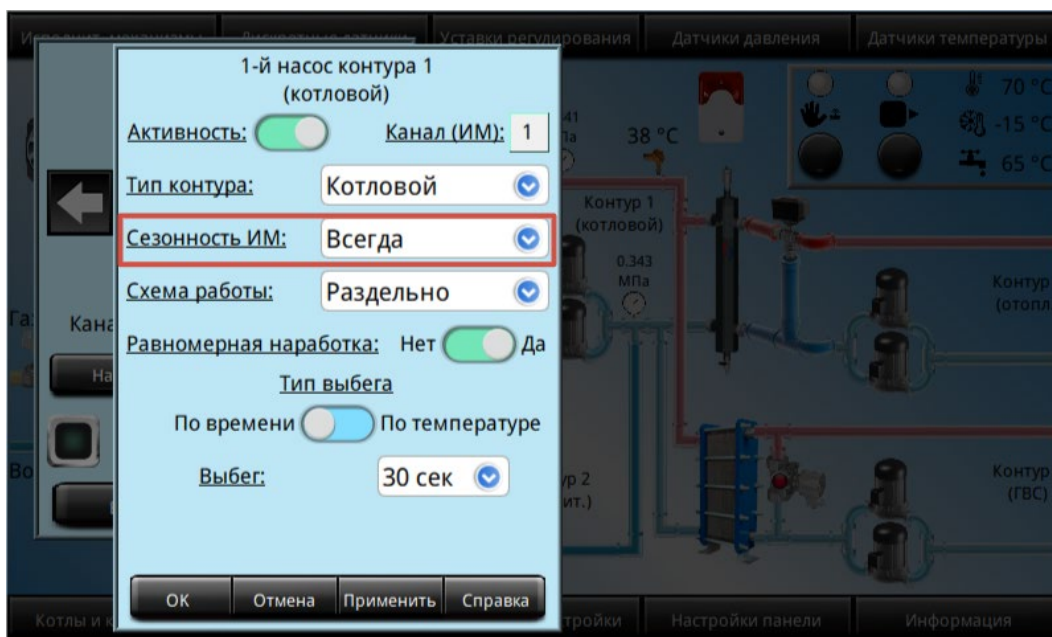 Уставки регулирования
Датчики давления
Датчики температуры
1-й насос контура 1
(котловой)
Активность:
Канал (ИМ): 1
Тип контура: Котловой
Сезонность ИМ: Всегда
Схема работы: Раздельно
Равномерная наработка: Нет Да
Тип выбега
По времени По температуре
Выбег: 30 сек
ОК Отмена Применить Справка
38 °C
70 °C
-15 °C
65 °C
Контур 1
(котловой)
0.343
МПа
Контур
(ГВС)
Котлы и
Настройки панели
Информация